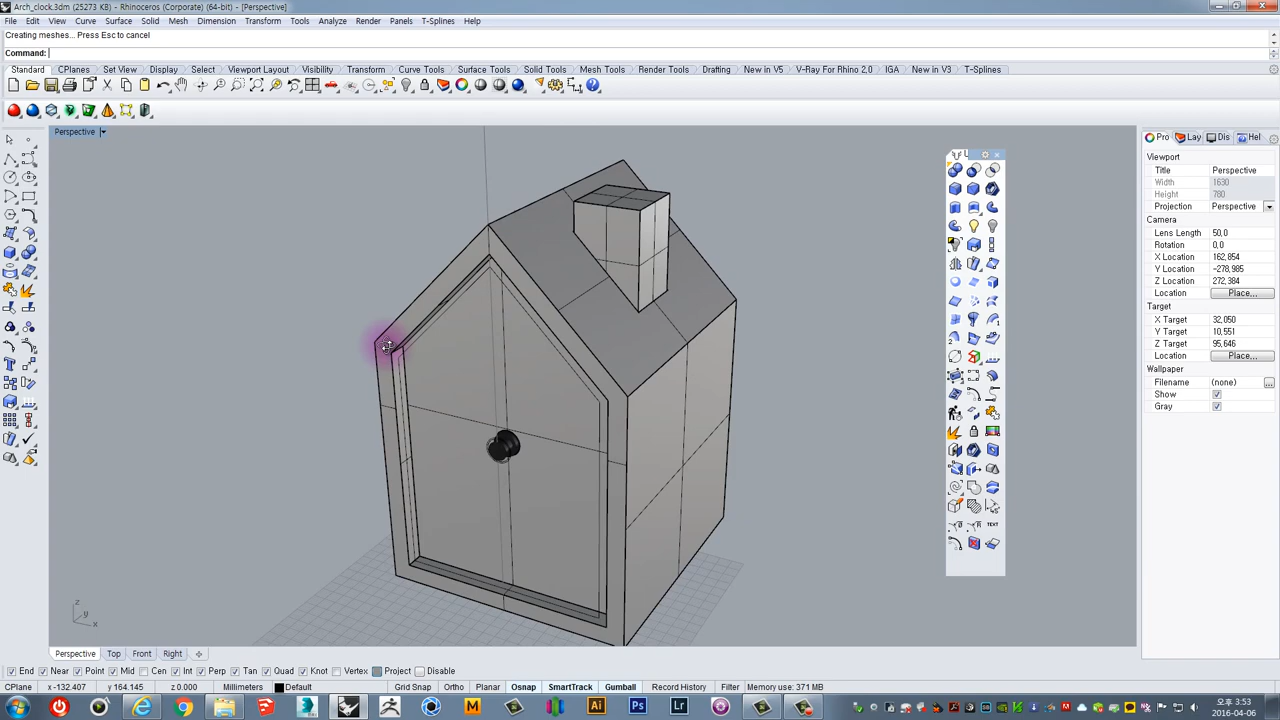 Arch_clock.3dm (25273 KB) - Rhinoceros (Corporate) (64-bit) - [Perspective]
File Edit View Curve Surface Solid Mesh Dimension Transform Tools Analyze Render Panels T-Splines Help
Creating meshes... Press Esc to cancel
Command:
Standard CPlanes Set View Display Select Viewport Layout Visibility Transform Curve Tools Surface Tools Solid Tools Mesh Tools Render Tools Drafting New in V5 V-Ray For Rhino 2,0 IGA New in V3 T-Splines
Perspective
Pro Lay Dis Hel
Viewport
Title Perspective
Width 1630
Height 780
Projection Perspective
Camera
Lens Length 50,0
Rotation 0,0
X Location 162,854
Y Location -278,985
Z Location 272,384
Location Place...
Target
X Target 32,050
Y Target 10,551
Z Target 95,646
Location Place...
Wallpaper
Filename (none) ...
Show
Gray
TEXT
z
y
x
Perspective Top Front Right
End Near Point Mid Cen Int Perp Tan Quad Knot Vertex Project Disable
CPlane x -132.407 y 164.145 z 0.000 Millimeters Default Grid Snap Ortho Planar Osnap SmartTrack Gumball Record History Filter Memory use: 371 MB
M Ai Ps Lr
오후 3:53
2016-04-06